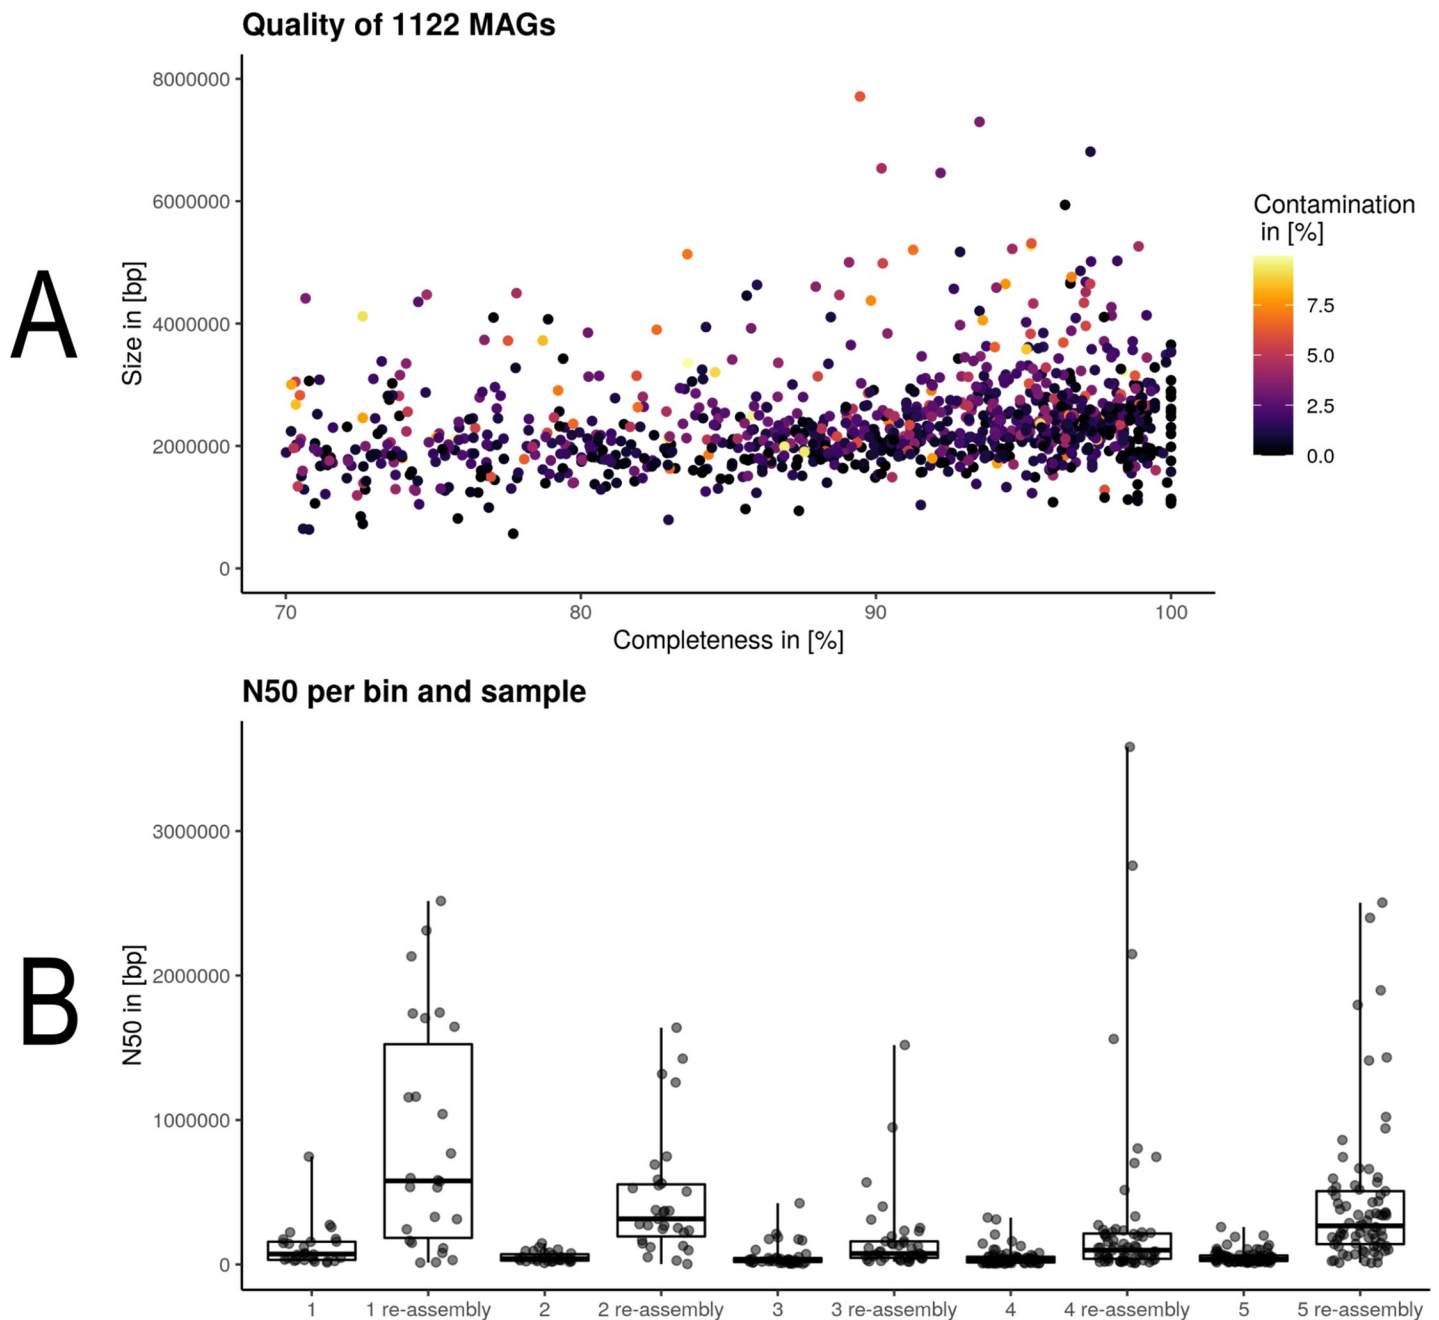 Quality of 1122 MAGs
A
Size in [bp]
8000000
6000000
4000000
2000000
0
70 80 90 100
Completeness in [%]
Contamination
in [%]
7.5
5.0
2.5
0.0
N50 per bin and sample
B
N50 in [bp]
3000000
2000000
1000000
0
1 1 re-assembly 2 2 re-assembly 3 3 re-assembly 4 4 re-assembly 5 5 re-assembly